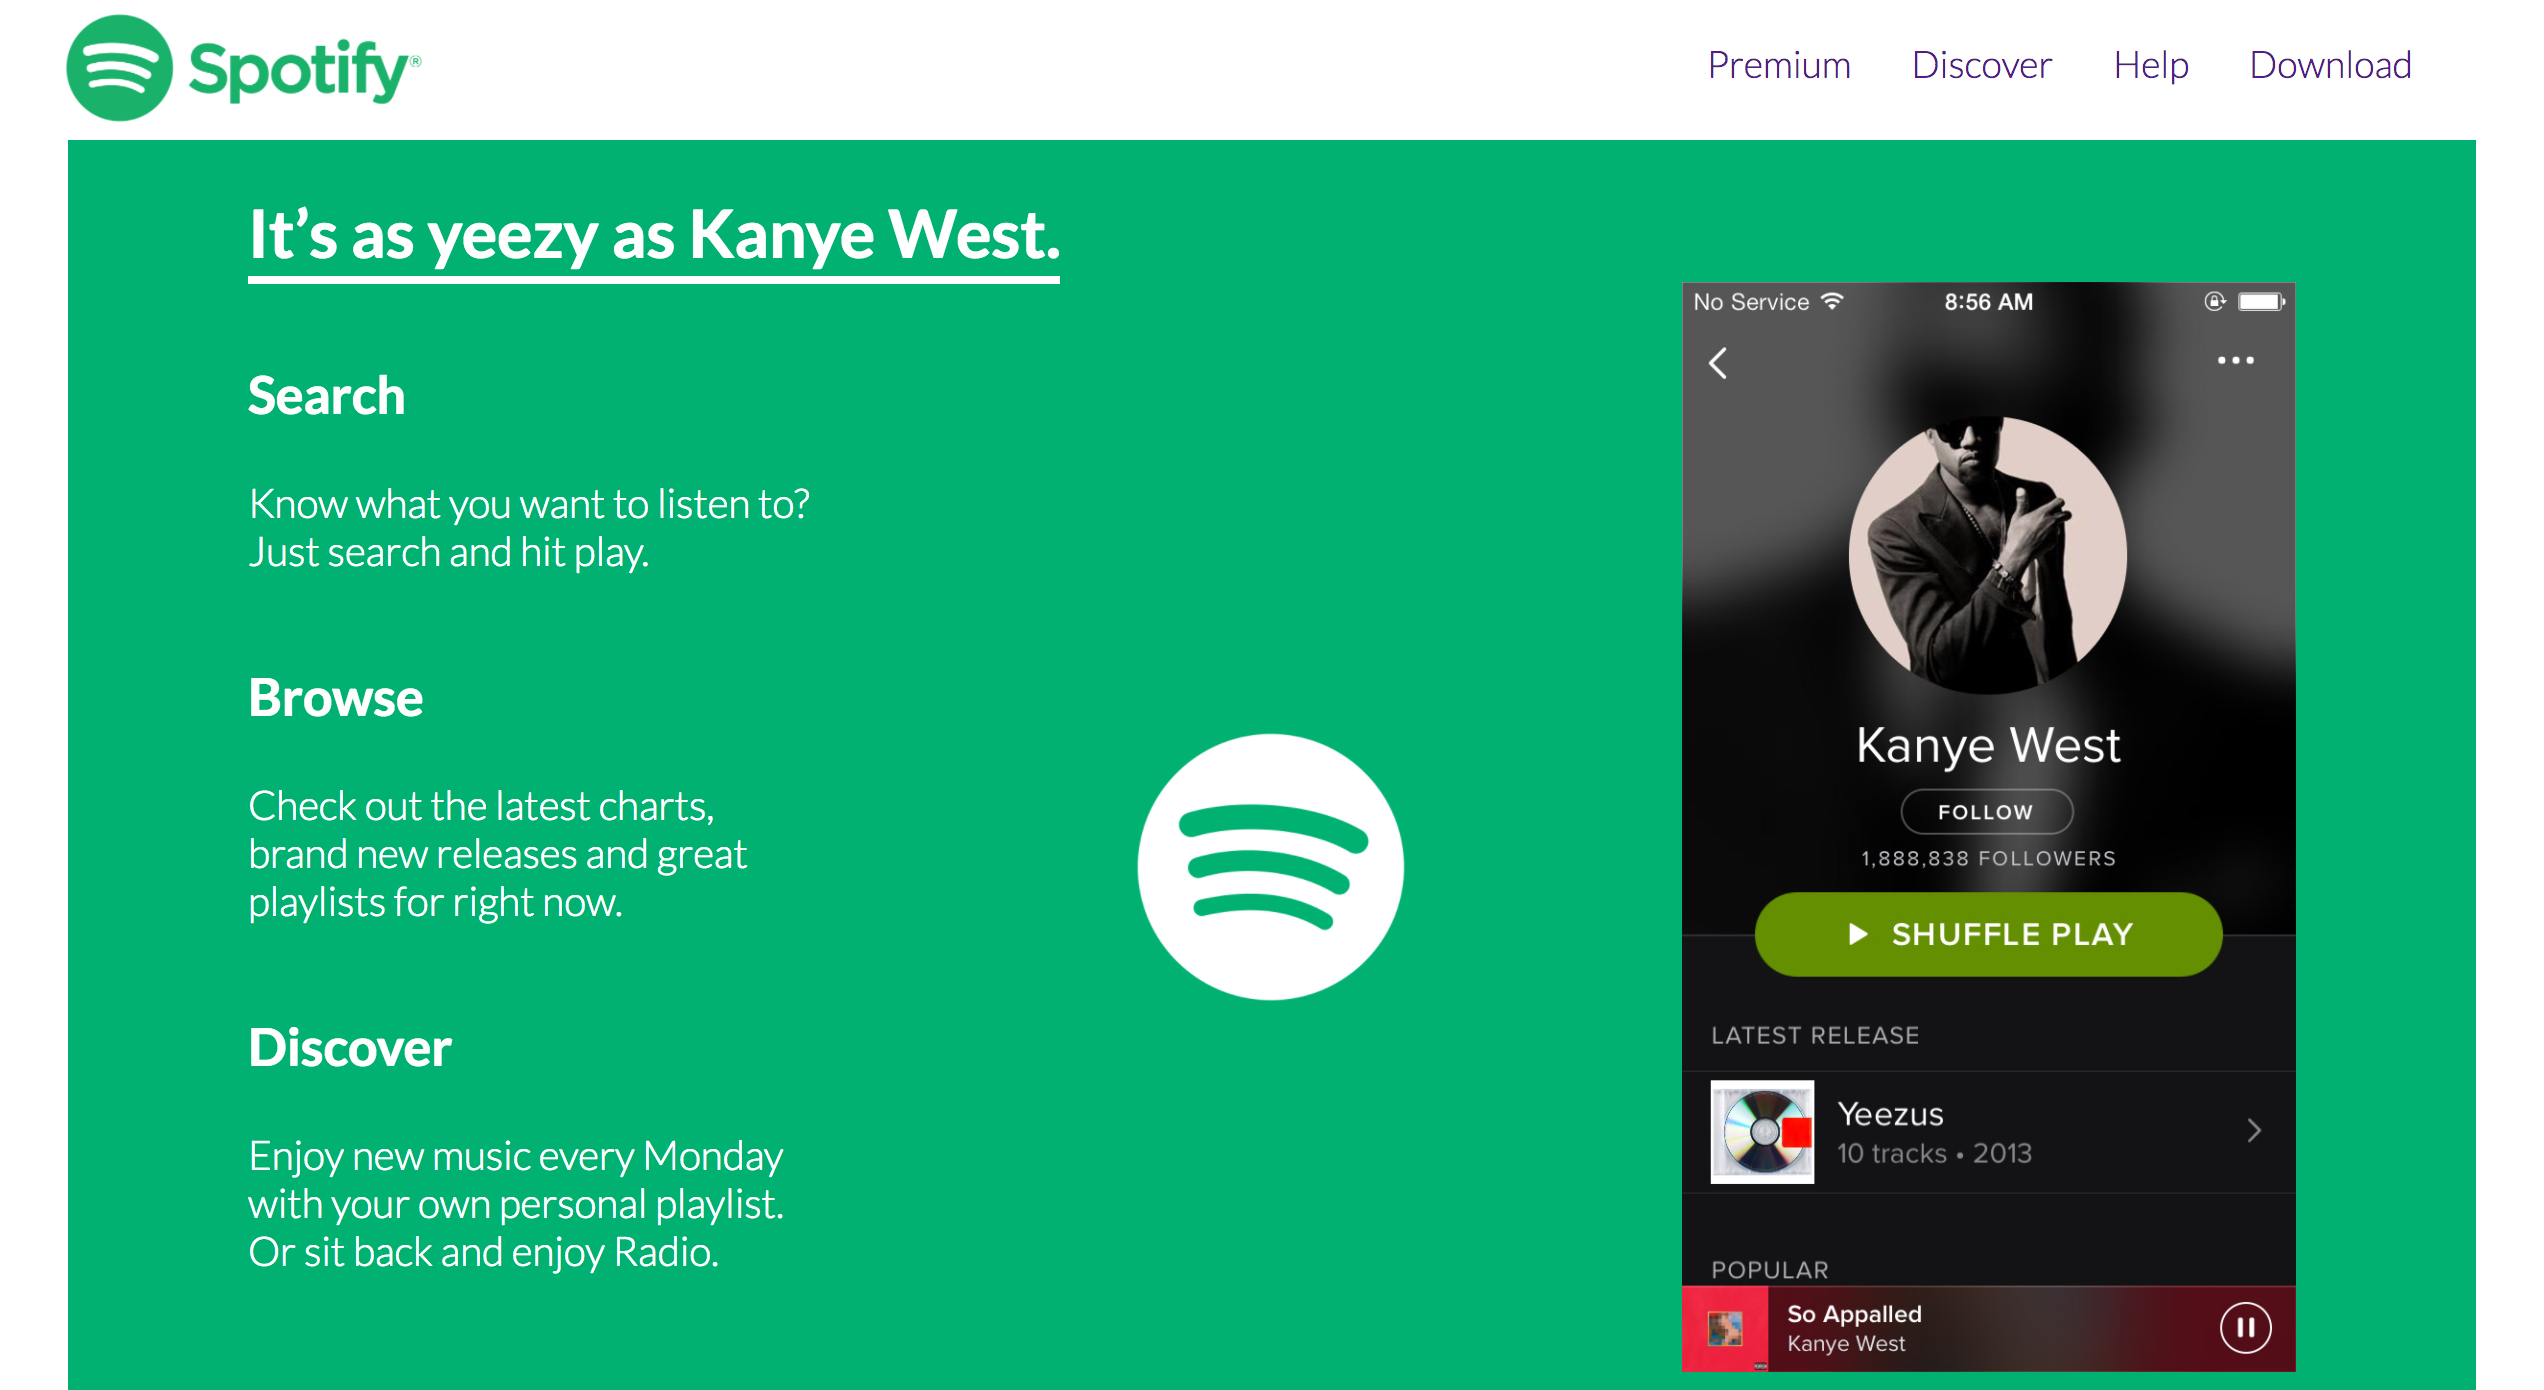 Spotify®
Premium Discover Help Download
It’s as yeezy as Kanye West.
Search
Know what you want to listen to?
Just search and hit play.
Browse
Check out the latest charts,
brand new releases and great
playlists for right now.
Discover
Enjoy new music every Monday
with your own personal playlist.
Or sit back and enjoy Radio.
No Service 8:56 AM
Kanye West
FOLLOW
1,888,838 FOLLOWERS
SHUFFLE PLAY
LATEST RELEASE
Yeezus
10 tracks • 2013
POPULAR
So Appalled
Kanye West